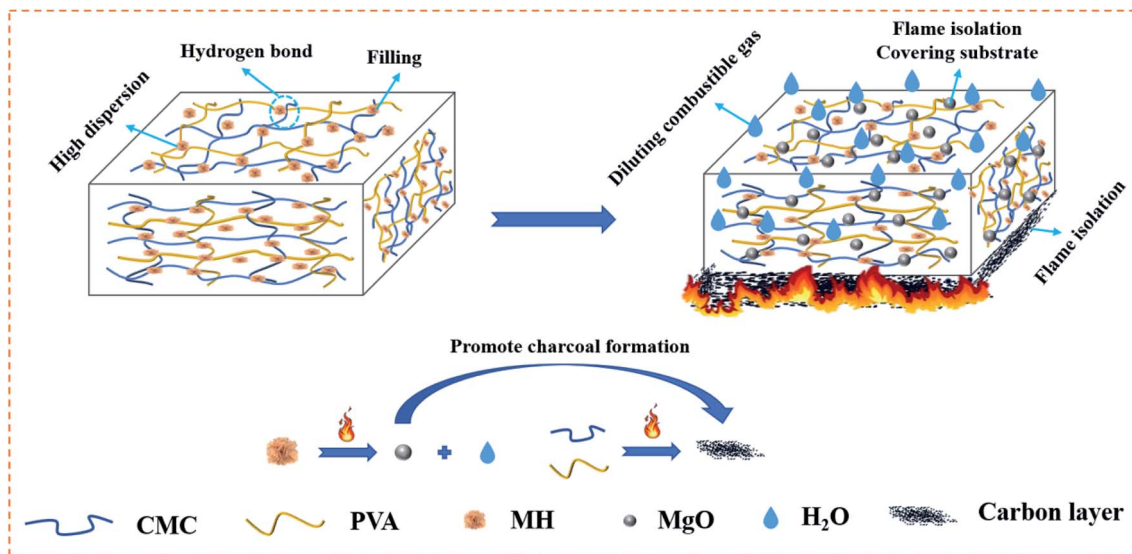 Hydrogen bond
Filling
High dispersion
Flame isolation
Covering substrate
Diluting combustible gas
Flame isolation
Promote charcoal formation
CMC
PVA
MH
MgO
H₂O
Carbon layer